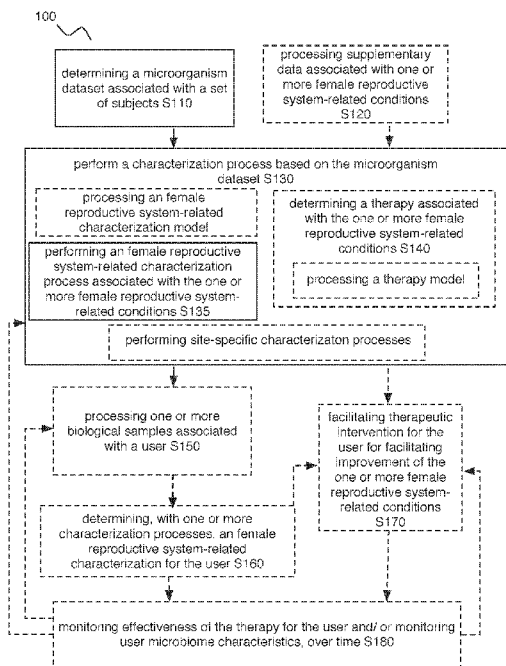 100
determining a microorganism
dataset associated with a set
of subjects S110
processing supplementary
data associated with one or
more female reproductive
system-related conditions
S120
perform a characterization process based on the microorganism
dataset S130
processing an female
reproductive system-related
characterization model
performing an female reproductive
system-related characterization
process associated with the one or
more female reproductive system-
related conditions S135
determining a therapy associated
with the one or more female
reproductive system-related
conditions S140
processing a therapy model
performing site-specific characterizaton processes
processing one or more
biological samples associated
with a user S150
determining, with one or more
characterization processes, an female
reproductive system-related
characterization for the user S160
facilitating therapeutic
intervention for the
user for facilitating
improvement of the
one or more female
reproductive system-
related conditions
S170
monitoring effectiveness of the therapy for the user and/ or monitoring
user microbiome characteristics, over time S180